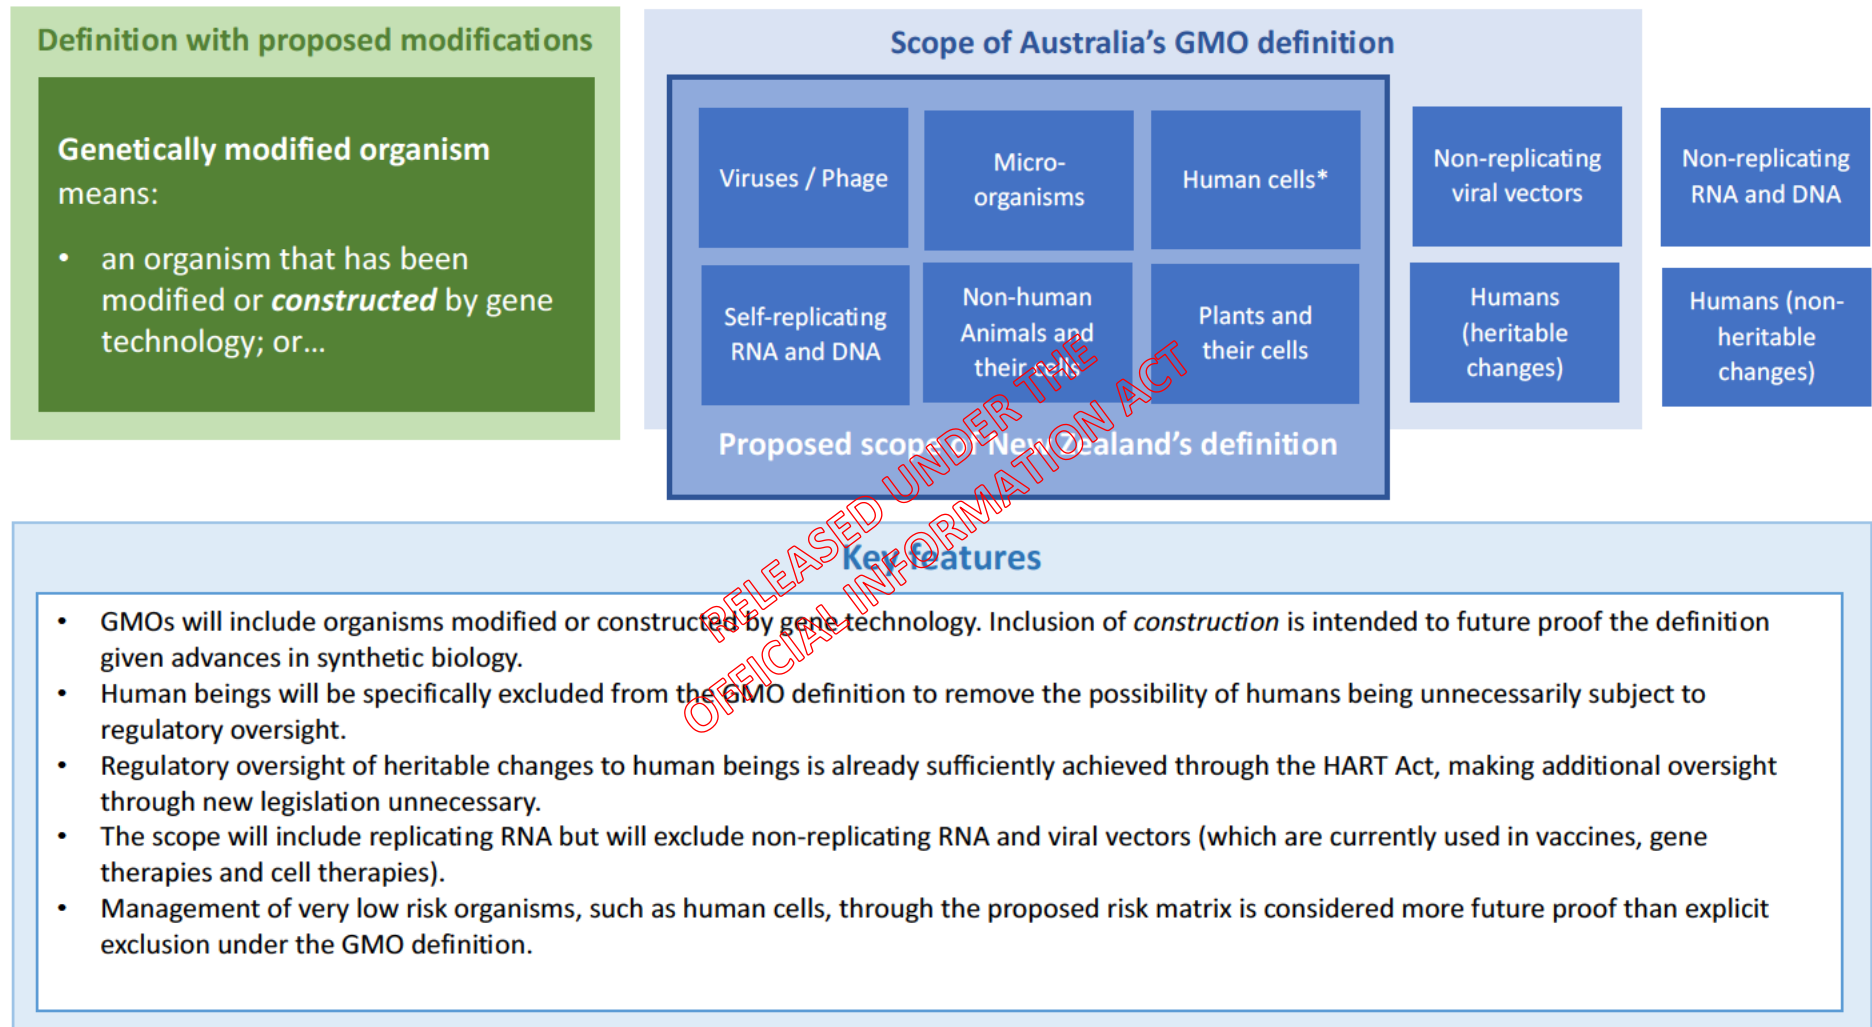 Definition with proposed modifications
Genetically modified organism
means:
• an organism that has been
modified or constructed by gene
technology; or...
Scope of Australia's GMO definition
Viruses / Phage
Micro-
organisms
Human cells*
Non-replicating
viral vectors
Non-replicating
RNA and DNA
Self-replicating
RNA and DNA
Non-human
Animals and
their cells
Plants and
their cells
Humans
(heritable
changes)
Humans (non-
heritable
changes)
Proposed scope of New Zealand's definition
RELEASED UNDER THE
OFFICIAL INFORMATION ACT
Key features
• GMOs will include organisms modified or constructed by gene technology. Inclusion of construction is intended to future proof the definition
given advances in synthetic biology.
• Human beings will be specifically excluded from the GMO definition to remove the possibility of humans being unnecessarily subject to
regulatory oversight.
• Regulatory oversight of heritable changes to human beings is already sufficiently achieved through the HART Act, making additional oversight
through new legislation unnecessary.
• The scope will include replicating RNA but will exclude non-replicating RNA and viral vectors (which are currently used in vaccines, gene
therapies and cell therapies).
• Management of very low risk organisms, such as human cells, through the proposed risk matrix is considered more future proof than explicit
exclusion under the GMO definition.